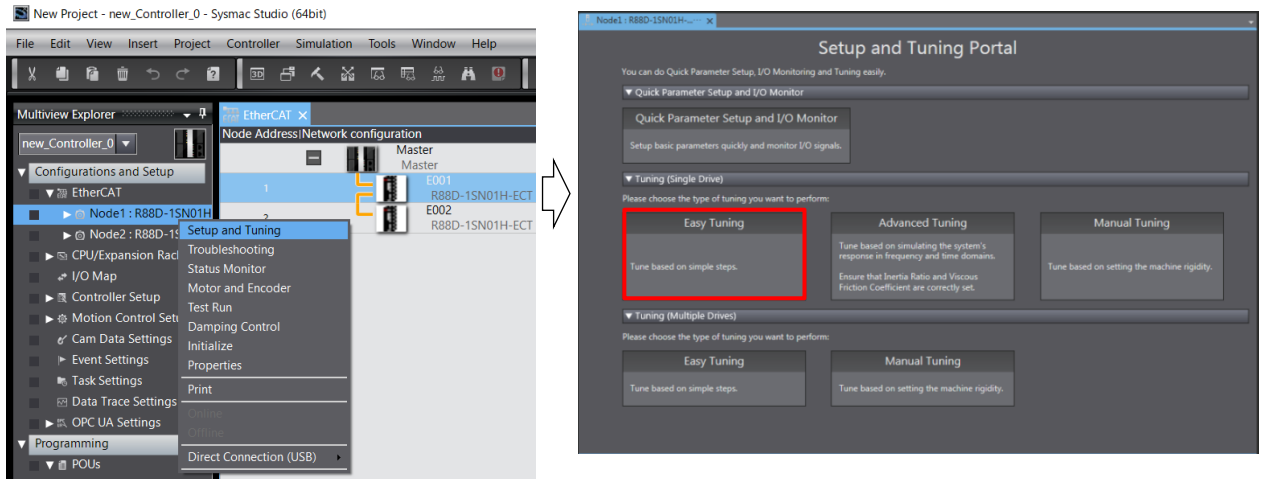 New Project - new_Controller_0 - Sysmac Studio (64bit)
File Edit View Insert Project Controller Simulation Tools Window Help
3D
Multiview Explorer
new_Controller_0
Configurations and Setup
EtherCAT
Node1 : R88D-1SN01H
Node2 : R88D-1S
CPU/Expansion Rac
I/O Map
Controller Setup
Motion Control Set
Cam Data Settings
Event Settings
Task Settings
Data Trace Settings
OPC UA Settings
Programming
POUs
EtherCAT
Node Address|Network configuration
Master
Master
1
E001
R88D-1SN01H-ECT
2
E002
R88D-1SN01H-ECT
Setup and Tuning
Troubleshooting
Status Monitor
Motor and Encoder
Test Run
Damping Control
Initialize
Properties
Print
Online
Offline
Direct Connection (USB)
Node1 : R88D-1SN01H-...
Setup and Tuning Portal
You can do Quick Parameter Setup, I/O Monitoring and Tuning easily.
Quick Parameter Setup and I/O Monitor
Quick Parameter Setup and I/O Monitor
Setup basic parameters quickly and monitor I/O signals.
Tuning (Single Drive)
Please choose the type of tuning you want to perform:
Easy Tuning
Tune based on simple steps.
Advanced Tuning
Tune based on simulating the system's
response in frequency and time domains.
Ensure that Inertia Ratio and Viscous
Friction Coefficient are correctly set.
Manual Tuning
Tune based on setting the machine rigidity.
Tuning (Multiple Drives)
Please choose the type of tuning you want to perform:
Easy Tuning
Tune based on simple steps.
Manual Tuning
Tune based on setting the machine rigidity.